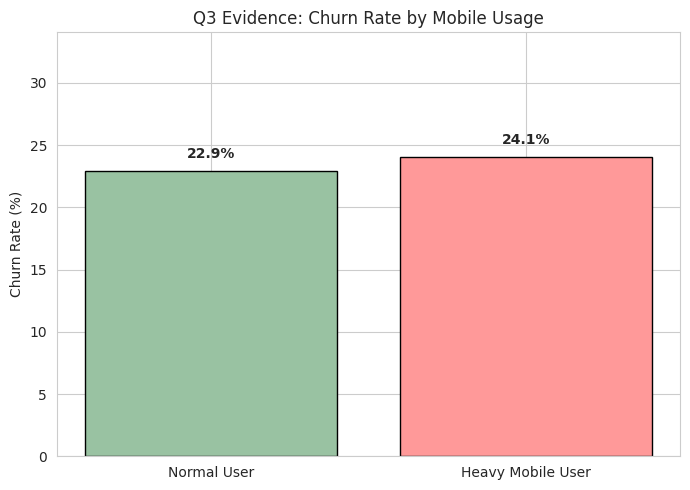 Q3 Evidence: Churn Rate by Mobile Usage
Churn Rate (%)
30
25
20
15
10
5
0
22.9%
24.1%
Normal User
Heavy Mobile User